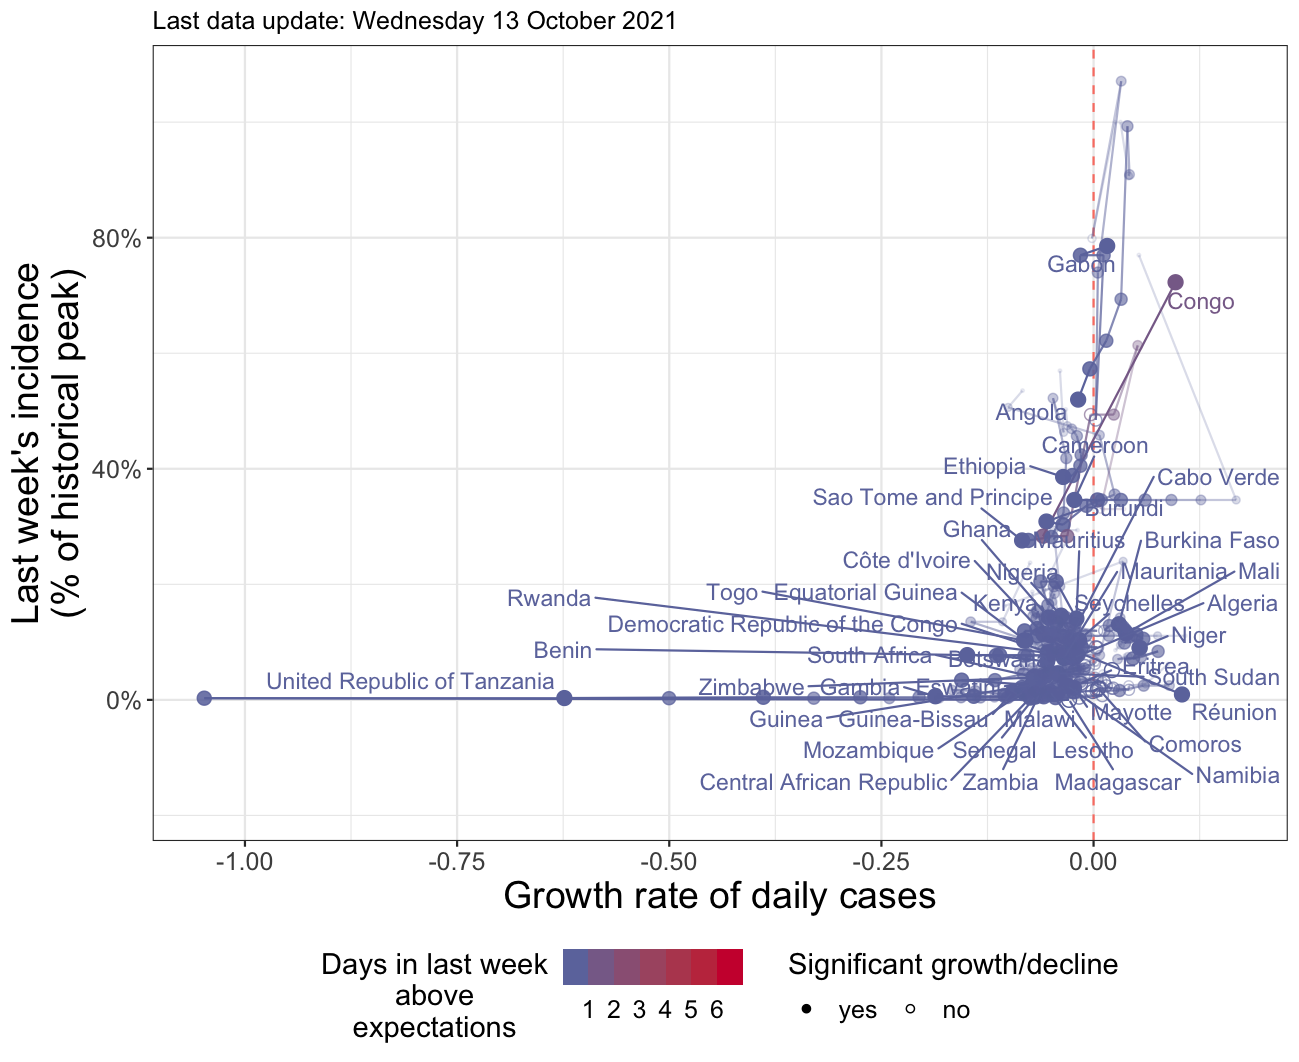 Last data update: Wednesday 13 October 2021
Last week's incidence
(% of historical peak)
80%
40%
0%
Gabon
Congo
Angola
Cameroon
Ethiopia
Cabo Verde
Sao Tome and Principe
Burundi
Ghana
Mauritius
Burkina Faso
Côte d'Ivoire
Nigeria
Mauritania
Mali
Togo
Equatorial Guinea
Rwanda
Kenya
Seychelles
Algeria
Democratic Republic of the Congo
Niger
Benin
South Africa
Botswana
Eritrea
United Republic of Tanzania
South Sudan
Zimbabwe
Gambia
Eswatini
Guinea
Guinea-Bissau
Malawi
Mayotte
Réunion
Mozambique
Senegal
Lesotho
Comoros
Central African Republic
Zambia
Madagascar
Namibia
-1.00
-0.75
-0.50
-0.25
0.00
Growth rate of daily cases
Days in last week
above
expectations
1 2 3 4 5 6
Significant growth/decline
yes
no